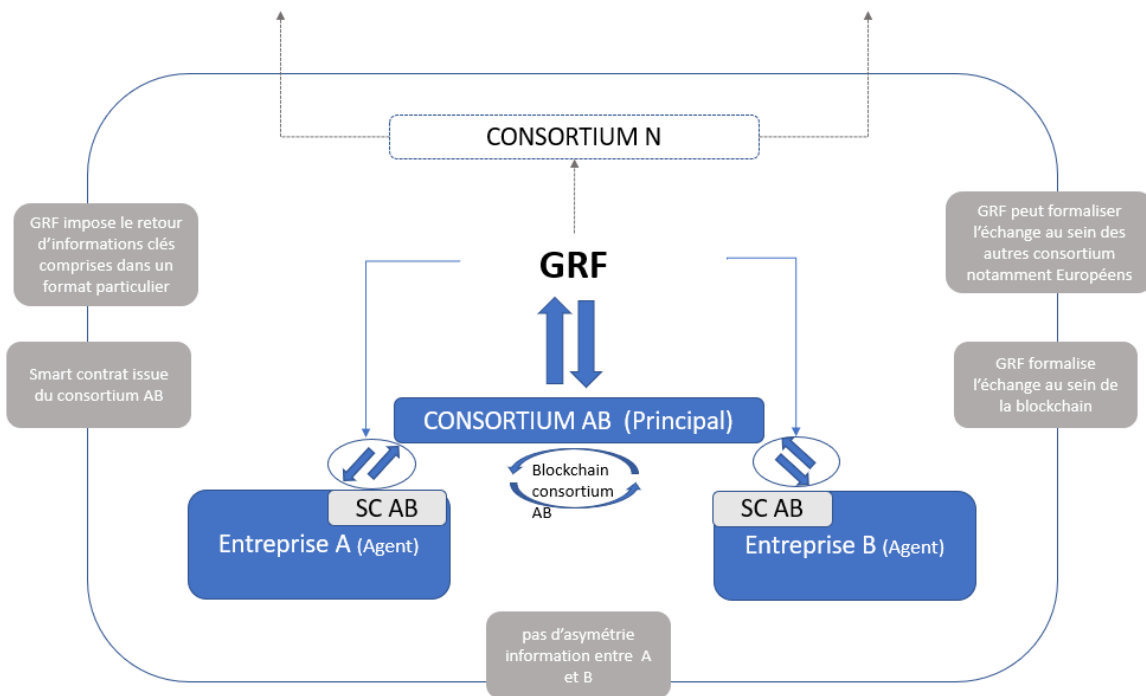 CONSORTIUM N
GRF impose le retour
d'informations clés
comprises dans un
format particulier
GRF peut formaliser
l'échange au sein des
autres consortium
notamment Européens
GRF
Smart contrat issue
du consortium AB
GRF formalise
l'échange au sein de
la blockchain
CONSORTIUM AB (Principal)
Blockchain
consortium
AB
SC AB
Entreprise A (Agent)
SC AB
Entreprise B (Agent)
pas d'asymétrie
information entre A
et B